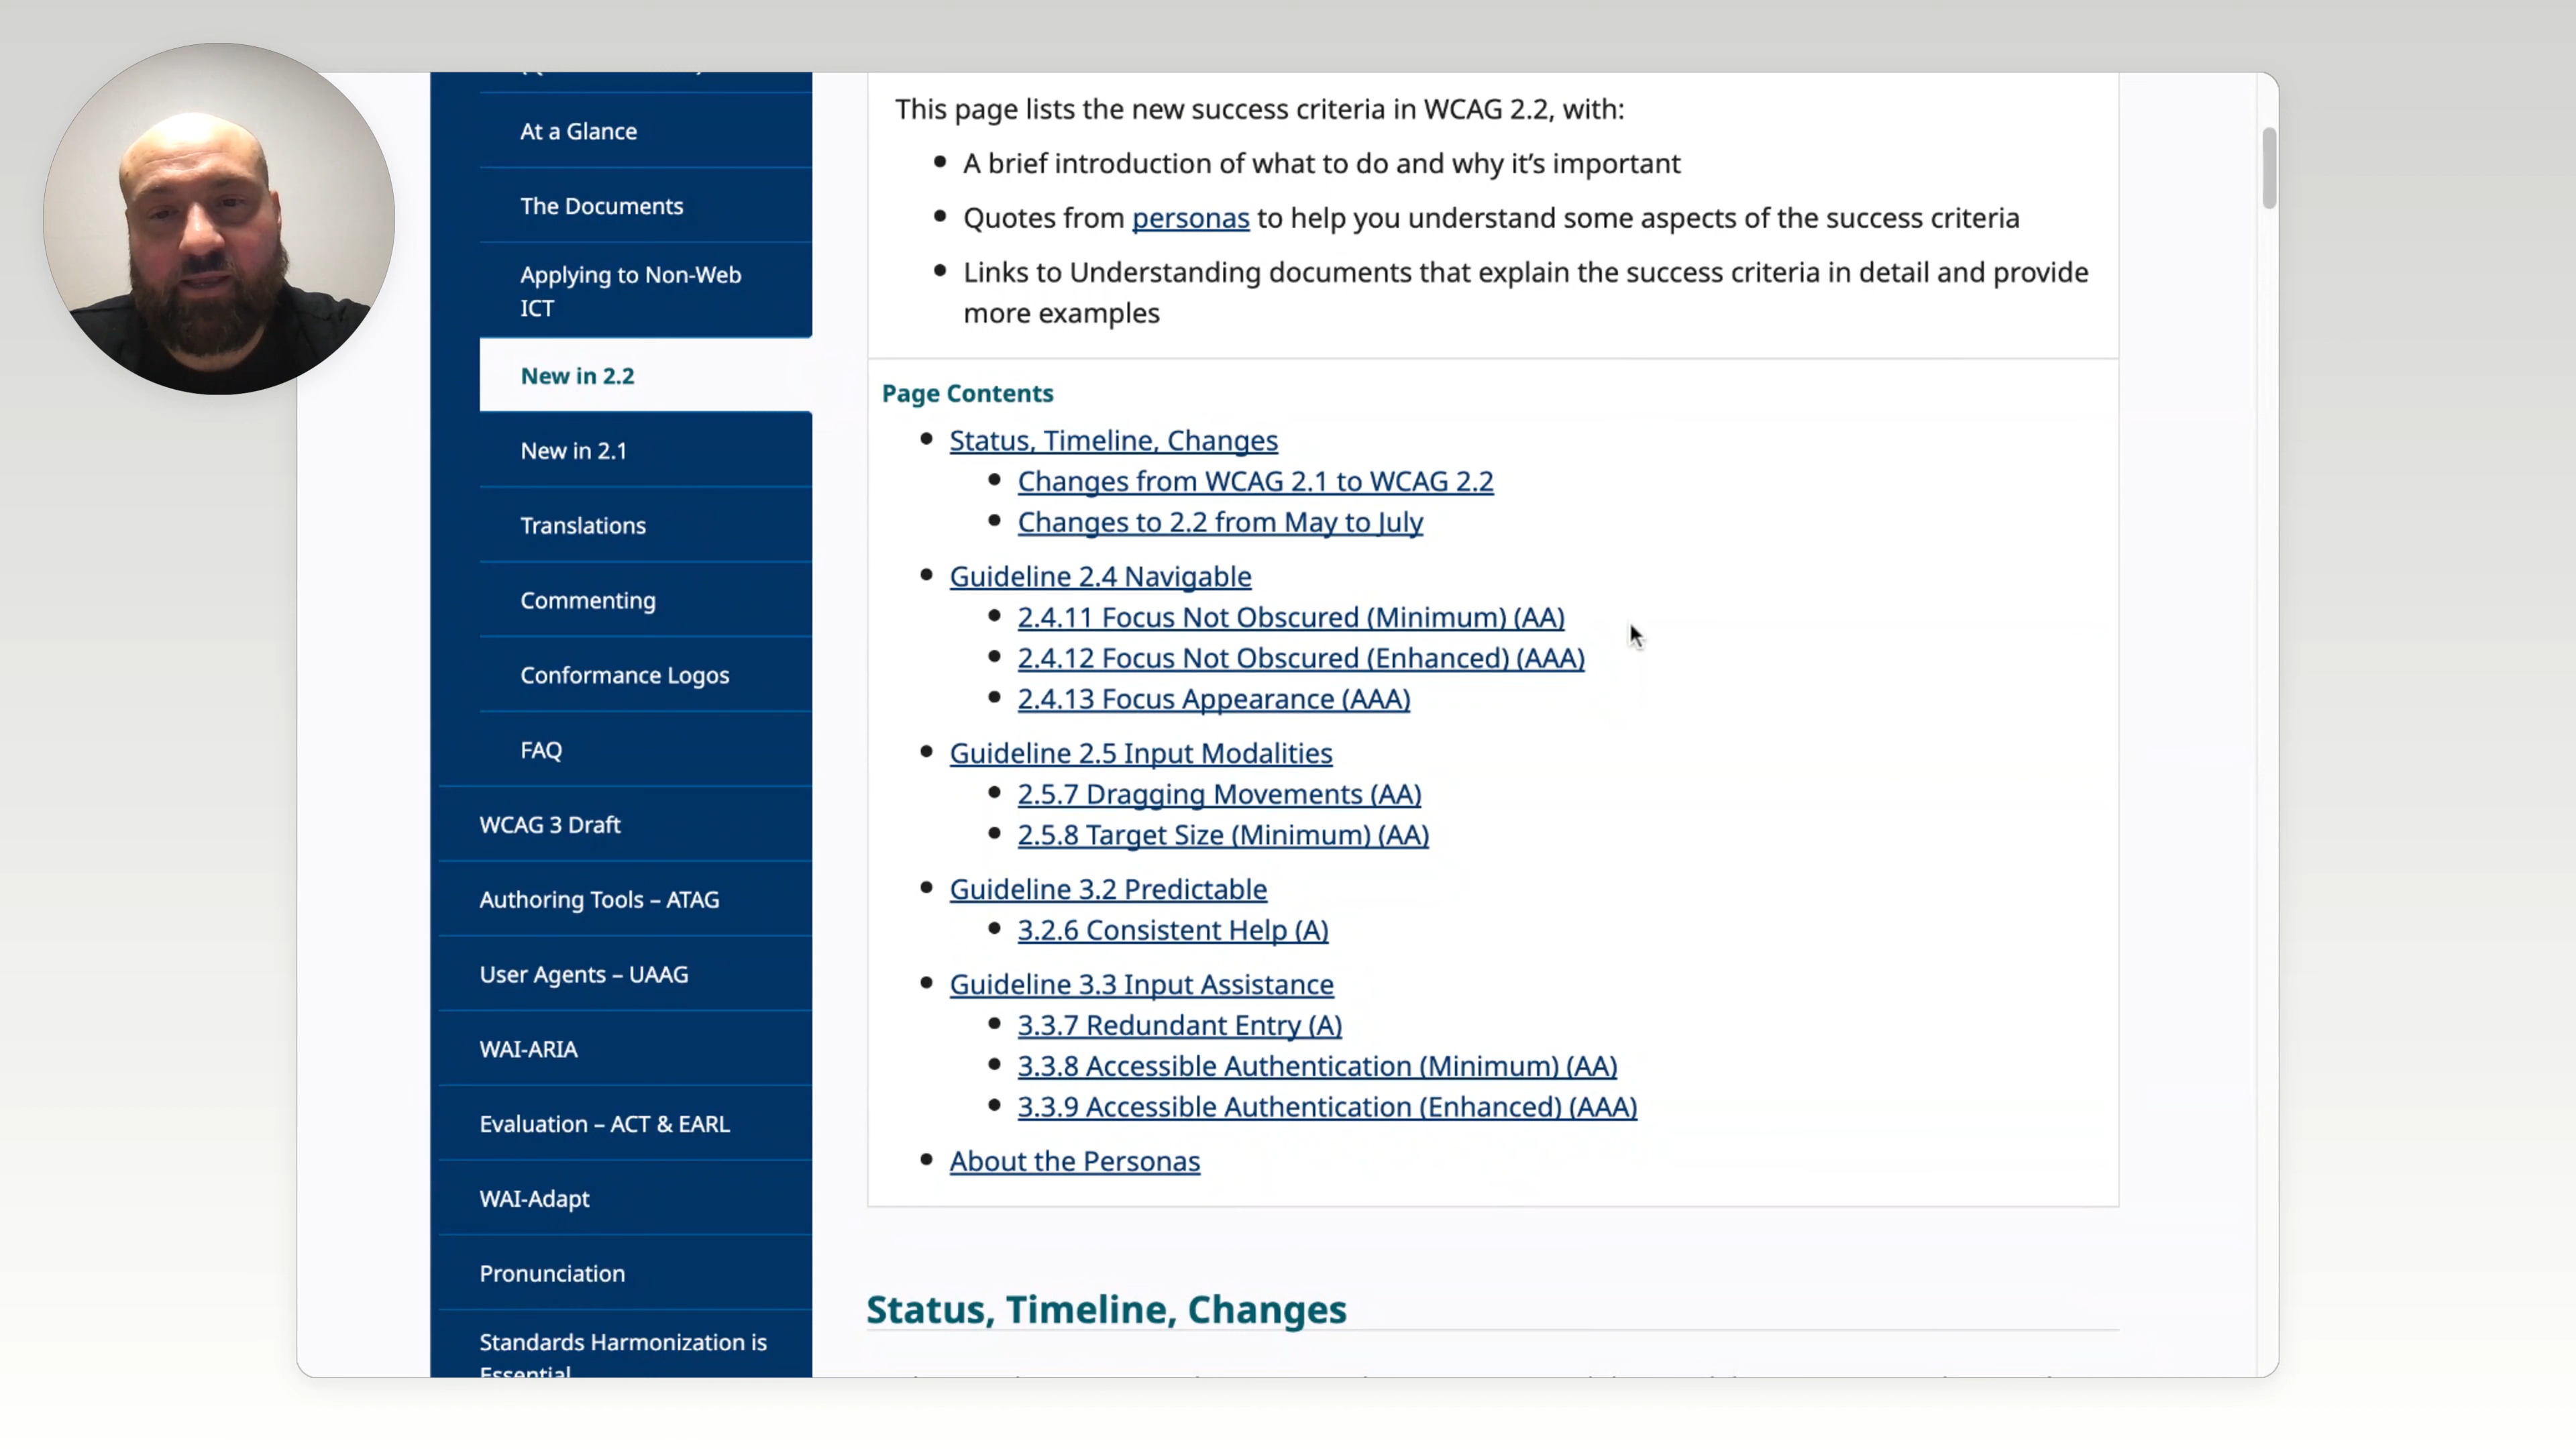 At a Glance
The Documents
Applying to Non-Web
ICT
New in 2.2
New in 2.1
Translations
Commenting
Conformance Logos
FAQ
WCAG 3 Draft
Authoring Tools – ATAG
User Agents – UAAG
WAI-ARIA
Evaluation – ACT & EARL
WAI-Adapt
Pronunciation
Standards Harmonization is
Essential
This page lists the new success criteria in WCAG 2.2, with:
A brief introduction of what to do and why it’s important
Quotes from personas to help you understand some aspects of the success criteria
Links to Understanding documents that explain the success criteria in detail and provide
more examples
Page Contents
Status, Timeline, Changes
Changes from WCAG 2.1 to WCAG 2.2
Changes to 2.2 from May to July
Guideline 2.4 Navigable
2.4.11 Focus Not Obscured (Minimum) (AA)
2.4.12 Focus Not Obscured (Enhanced) (AAA)
2.4.13 Focus Appearance (AAA)
Guideline 2.5 Input Modalities
2.5.7 Dragging Movements (AA)
2.5.8 Target Size (Minimum) (AA)
Guideline 3.2 Predictable
3.2.6 Consistent Help (A)
Guideline 3.3 Input Assistance
3.3.7 Redundant Entry (A)
3.3.8 Accessible Authentication (Minimum) (AA)
3.3.9 Accessible Authentication (Enhanced) (AAA)
About the Personas
Status, Timeline, Changes